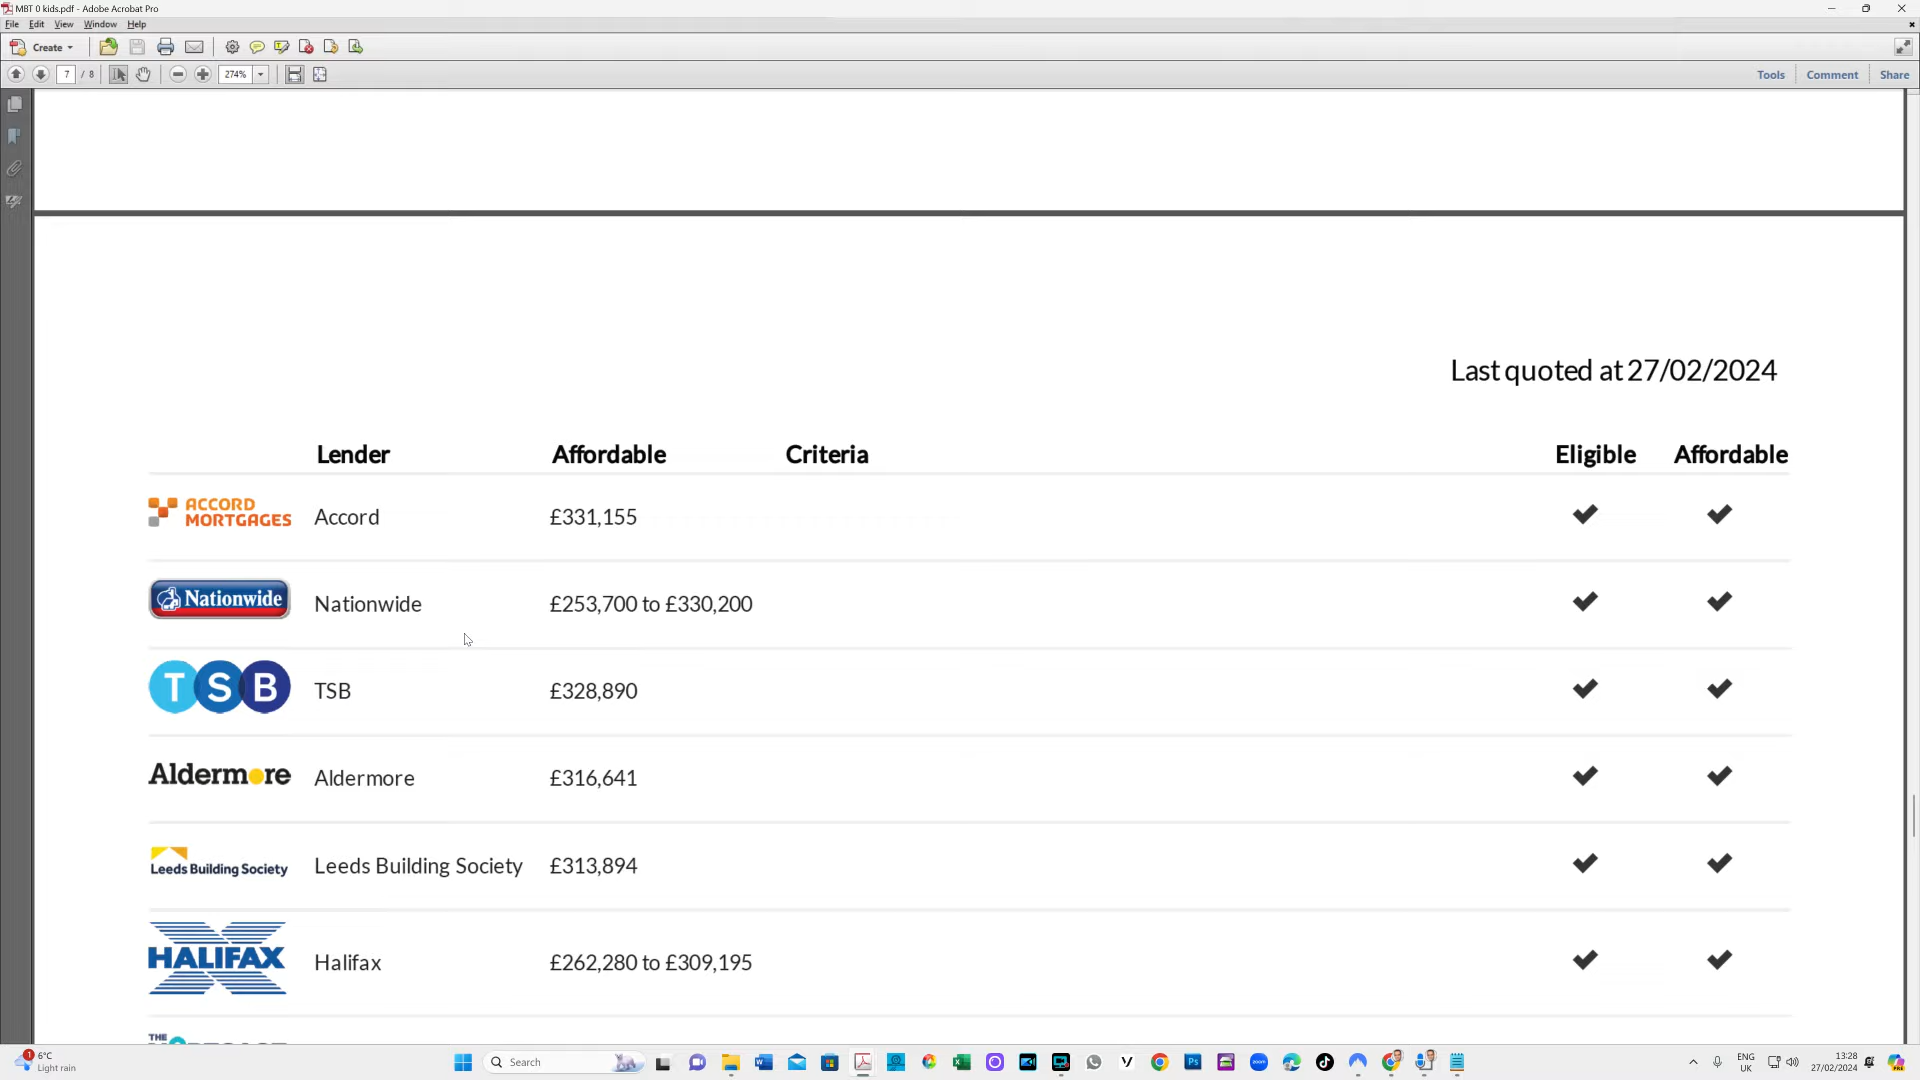 MBT 0 kids.pdf - Adobe Acrobat Pro
File Edit View Window Help
Create
7 / 8 274% Tools Comment Share
Last quoted at 27/02/2024
Lender Affordable Criteria Eligible Affordable
ACCORD MORTGAGES Accord £331,155
Nationwide Nationwide £253,700 to £330,200
TSB TSB £328,890
Aldermore Aldermore £316,641
Leeds Building Society Leeds Building Society £313,894
HALIFAX Halifax £262,280 to £309,195
THE
6°C
Light rain
Search
ENG
UK
13:28
27/02/2024